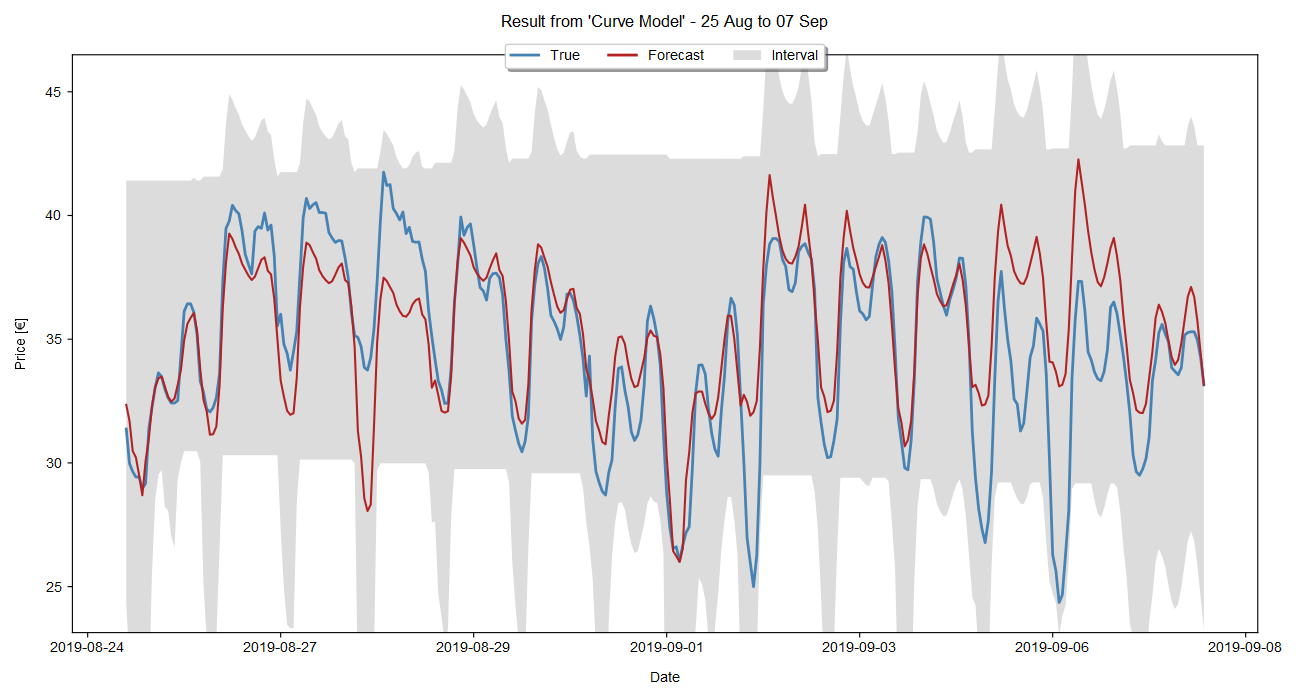 Result from 'Curve Model' - 25 Aug to 07 Sep
True Forecast Interval
45
40
35
30
25
Price [€]
2019-08-24 2019-08-27 2019-08-29 2019-09-01 2019-09-03 2019-09-06 2019-09-08
Date